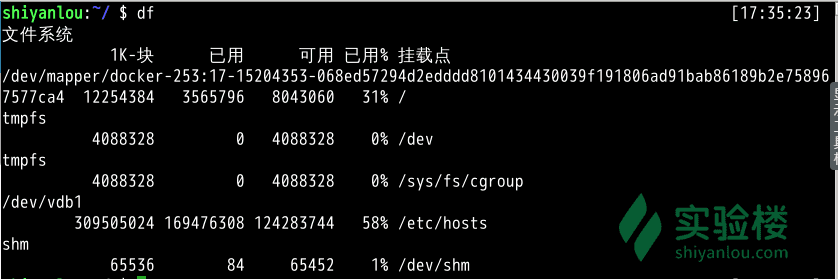 shiyanlou:~/ $ df [17:35:23]
文件系统
1K-块 已用 可用 已用% 挂载点
/dev/mapper/docker-253:17-15204353-068ed57294d2edddd8101434430039f191806ad91bab86189b2e75896
7577ca4 12254384 3565796 8043060 31% /
tmpfs
4088328 0 4088328 0% /dev
tmpfs
4088328 0 4088328 0% /sys/fs/cgroup
/dev/vdb1
309505024 169476308 124283744 58% /etc/hosts
shm
65536 84 65452 1% /dev/shm
实验楼
shiyanlou.com